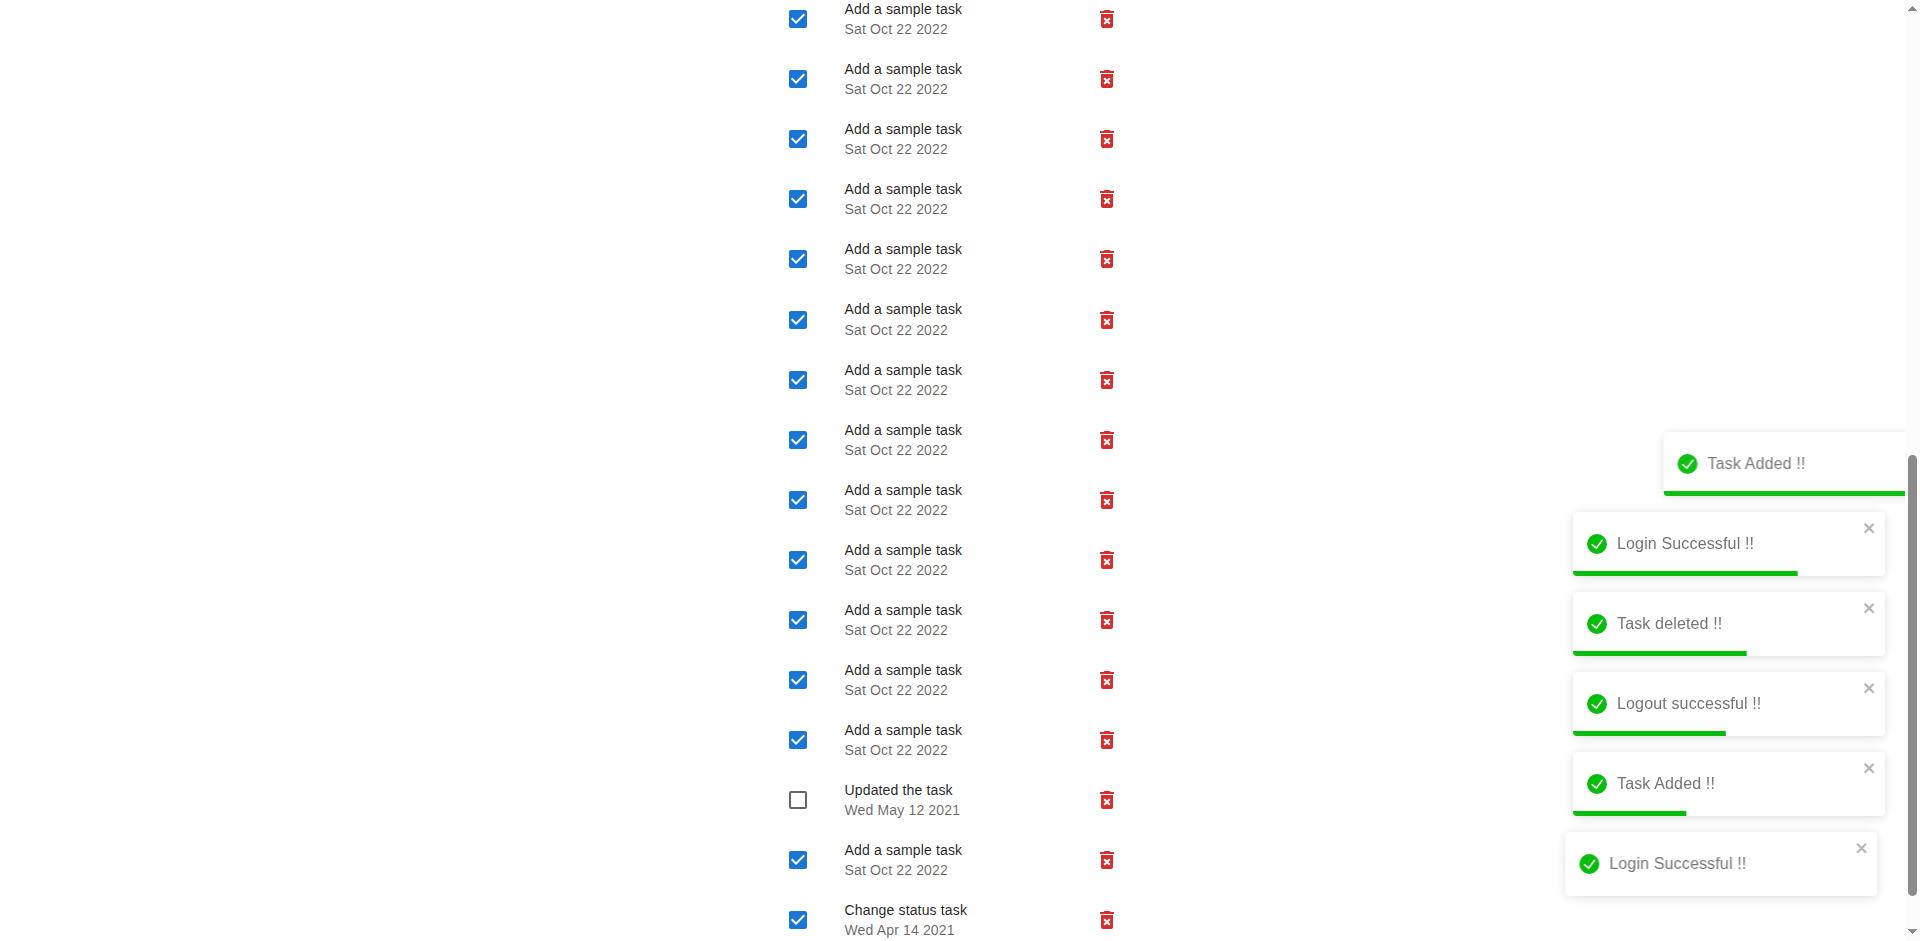 Add a sample task
Sat Oct 22 2022
Add a sample task
Sat Oct 22 2022
Add a sample task
Sat Oct 22 2022
Add a sample task
Sat Oct 22 2022
Add a sample task
Sat Oct 22 2022
Add a sample task
Sat Oct 22 2022
Add a sample task
Sat Oct 22 2022
Add a sample task
Sat Oct 22 2022
Add a sample task
Sat Oct 22 2022
Add a sample task
Sat Oct 22 2022
Add a sample task
Sat Oct 22 2022
Add a sample task
Sat Oct 22 2022
Add a sample task
Sat Oct 22 2022
Updated the task
Wed May 12 2021
Add a sample task
Sat Oct 22 2022
Change status task
Wed Apr 14 2021
Task Added !!
Login Successful !!
Task deleted !!
Logout successful !!
Task Added !!
Login Successful !!